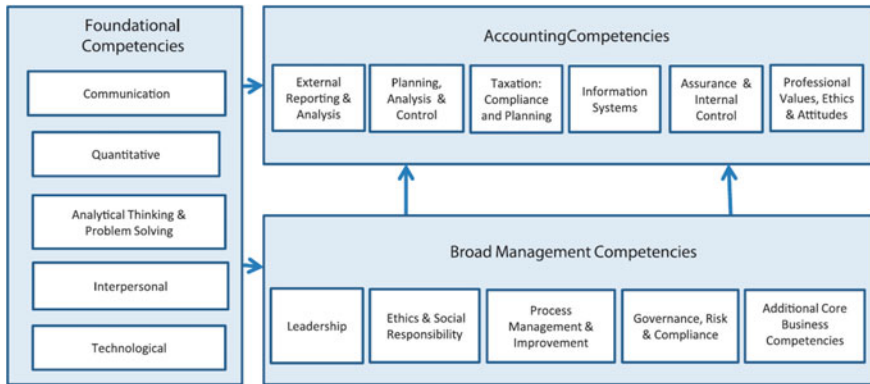 Foundational
Competencies
Communication
Quantitative
Analytical Thinking &
Problem Solving
Interpersonal
Technological
AccountingCompetencies
External
Reporting &
Analysis
Planning,
Analysis &
Control
Taxation:
Compliance
and Planning
Information
Systems
Assurance &
Internal
Control
Professional
Values, Ethics
& Attitudes
Broad Management Competencies
Leadership
Ethics & Social
Responsibility
Process
Management &
Improvement
Governance, Risk
& Compliance
Additional Core
Business
Competencies